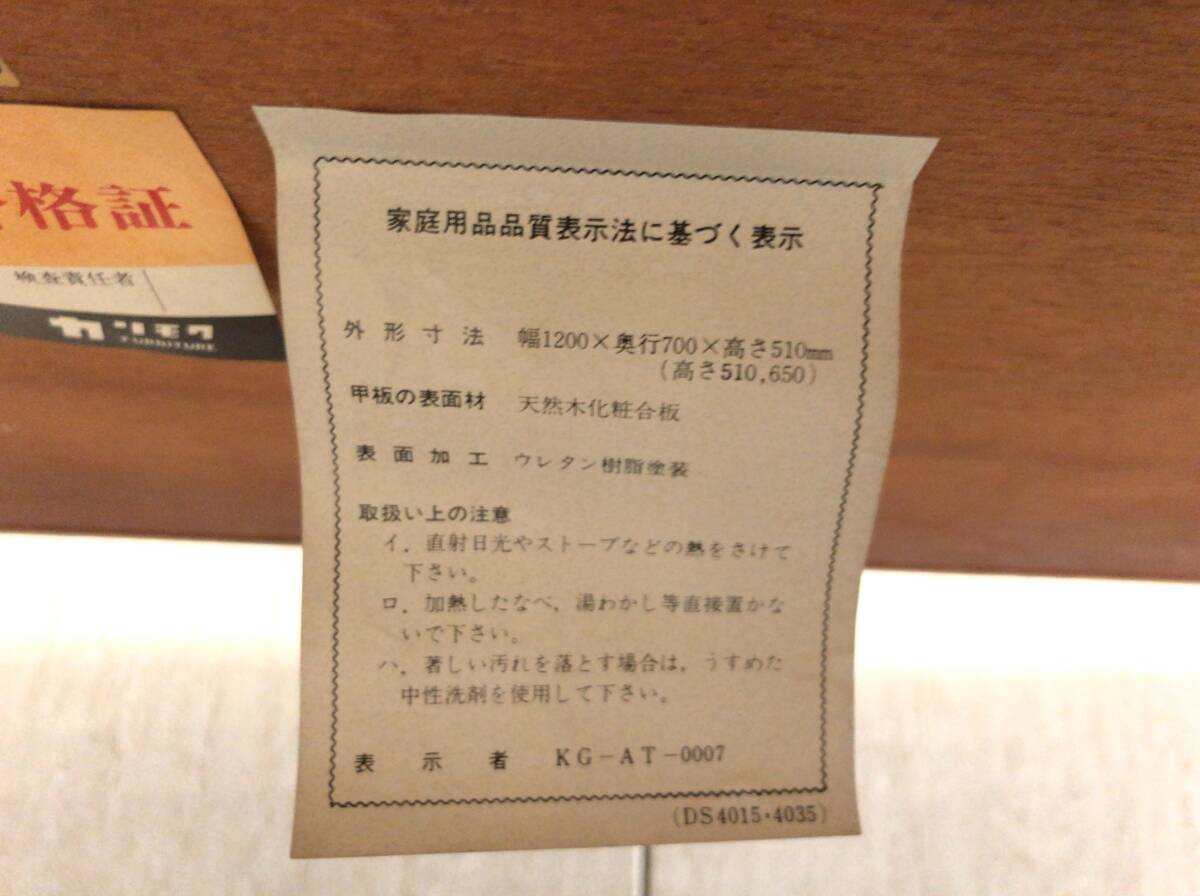 格証
検査責任者
カンモク
FURNITURE
家庭用品品質表示法に基づく表示
外形寸法 幅1200×奥行700×高さ510mm
(高さ510,650)
甲板の表面材 天然木化粧合板
表面加工 ウレタン樹脂塗装
取扱い上の注意
イ.直射日光やストーブなどの熱をさけて
下さい。
ロ.加熱したなべ,湯わかし等直接置かな
いで下さい。
ハ.著しい汚れを落とす場合は,うすめた
中性洗剤を使用して下さい。
表示者 KG-AT-0007
(DS4015・4035)